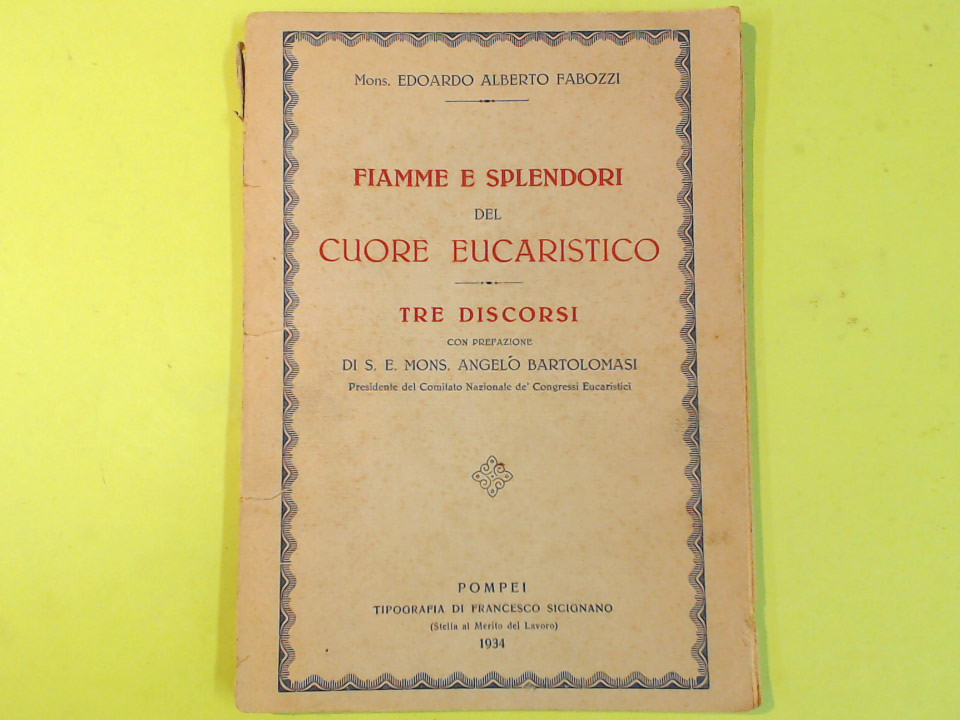 Mons. EDOARDO ALBERTO FABOZZI
FIAMME E SPLENDORI
DEL
CUORE EUCARISTICO
TRE DISCORSI
CON PREFAZIONE
DI S. E. MONS. ANGELO BARTOLOMASI
Presidente del Comitato Nazionale de' Congressi Eucaristici
POMPEI
TIPOGRAFIA DI FRANCESCO SICIGNANO
(Stella al Merito del Lavoro)
1934